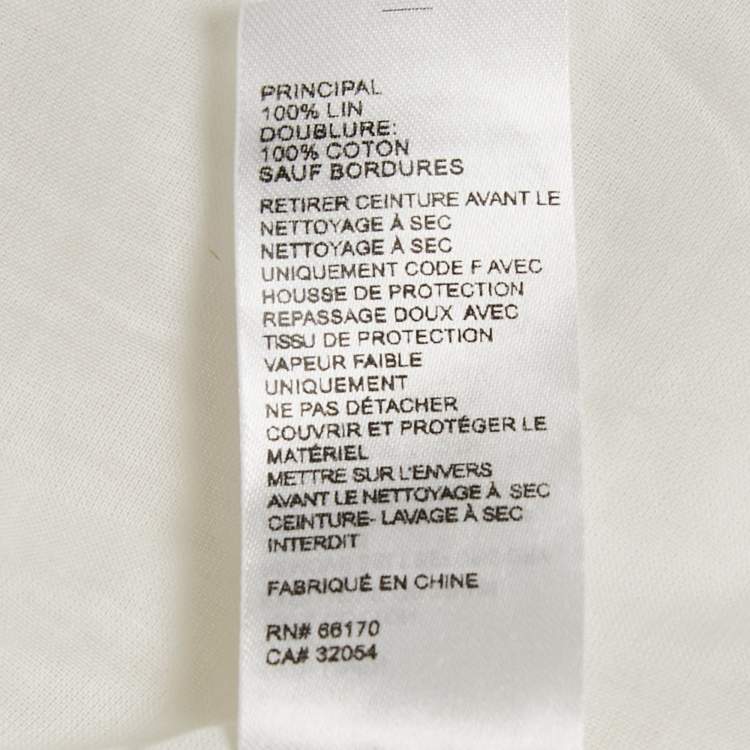 PRINCIPAL
100% LIN
DOUBLURE:
100% COTON
SAUF BORDURES
RETIRER CEINTURE AVANT LE
NETTOYAGE À SEC
NETTOYAGE À SEC
UNIQUEMENT CODE F AVEC
HOUSSE DE PROTECTION
REPASSAGE DOUX AVEC
TISSU DE PROTECTION
VAPEUR FAIBLE
UNIQUEMENT
NE PAS DÉTACHER
COUVRIR ET PROTÉGER LE
MATÉRIEL
METTRE SUR L'ENVERS
AVANT LE NETTOYAGE À SEC
CEINTURE- LAVAGE À SEC
INTERDIT
FABRIQUÉ EN CHINE
RN# 66170
CA# 32054